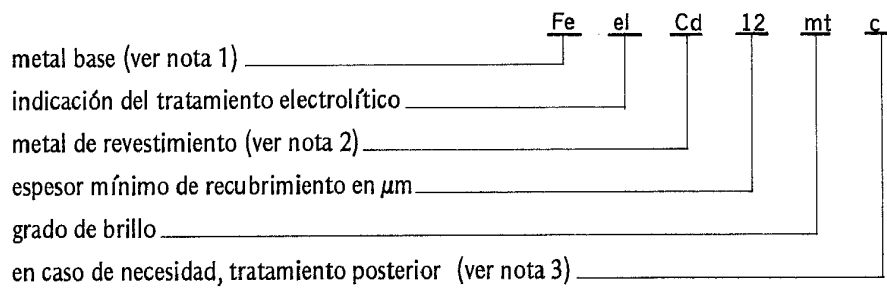 Fe el Cd 12 mt c
metal base (ver nota 1)
indicación del tratamiento electrolítico
metal de revestimiento (ver nota 2)
espesor mínimo de recubrimiento en μm
grado de brillo
en caso de necesidad, tratamiento posterior (ver nota 3)